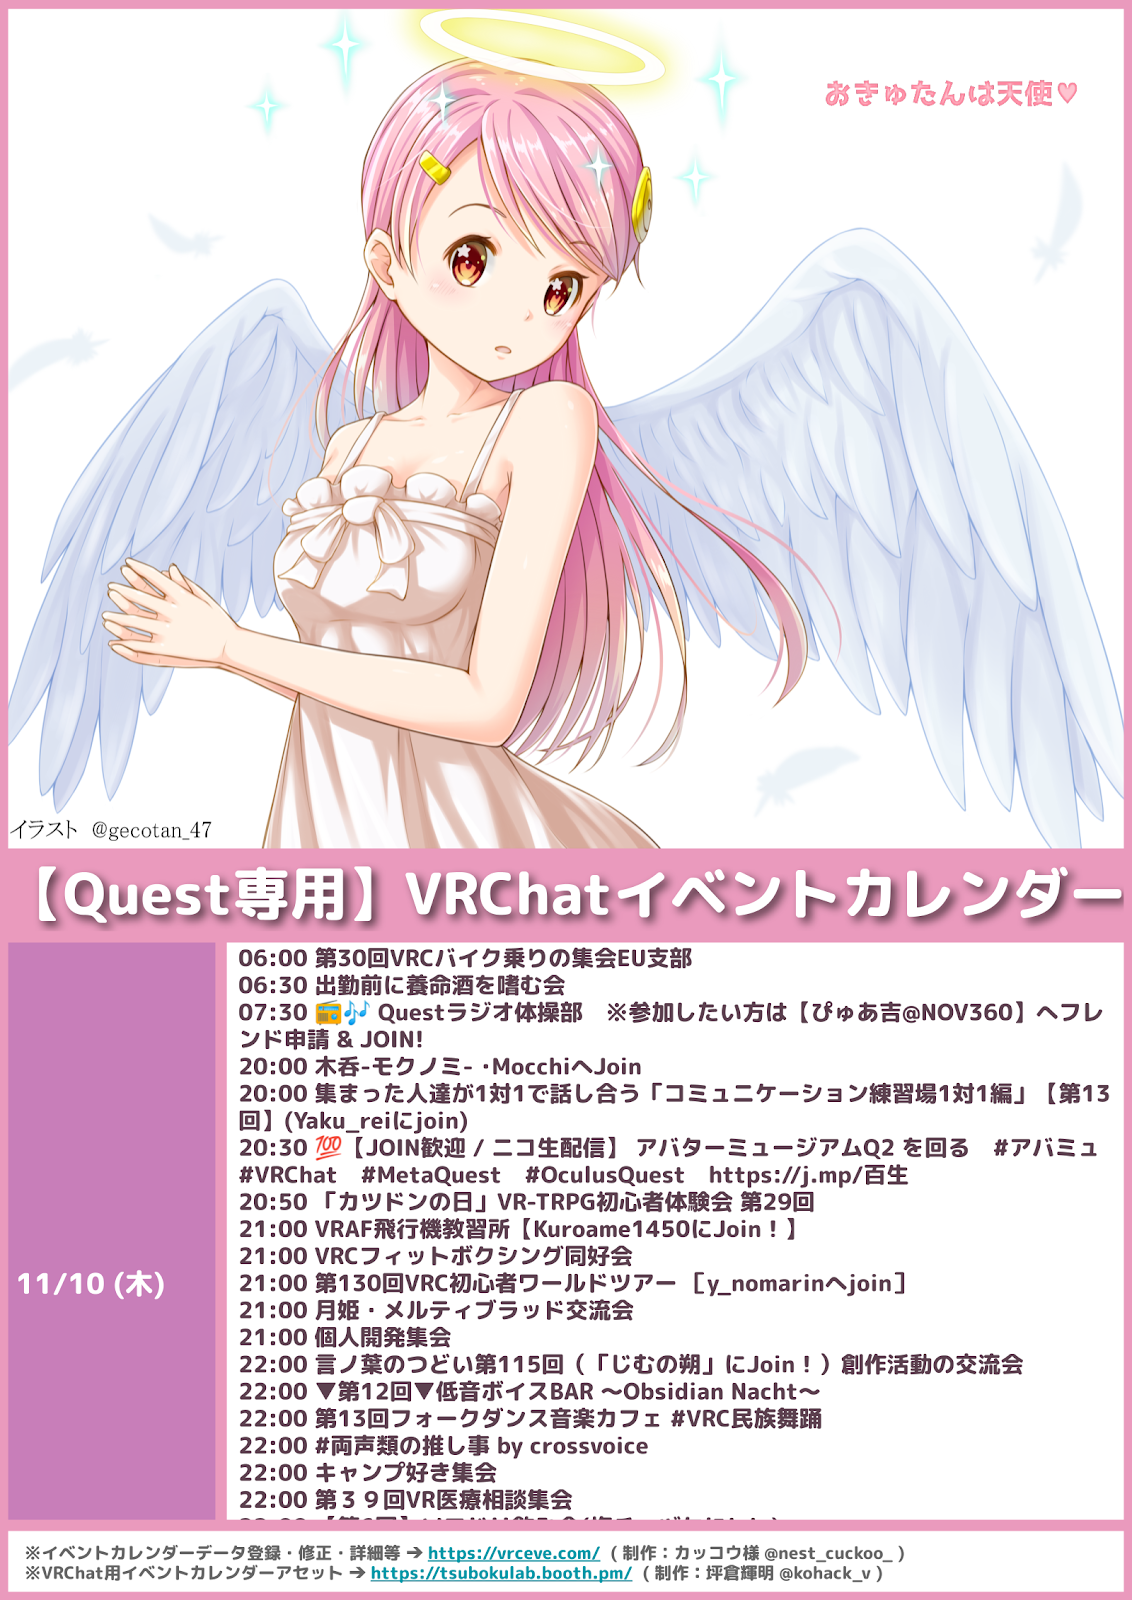 おきゅたんは天使♥
イラスト @gecotan_47
【Quest専用】VRChatイベントカレンダー
11/10 (木)
06:00 第30回VRCバイク乗りの集会EU支部
06:30 出勤前に養命酒を嗜む会
07:30 📻🎶 Questラジオ体操部　※参加したい方は【ぴゅあ吉@NOV360】へフレ
ンド申請 & JOIN!
20:00 木呑-モクノミ- ･MocchiへJoin
20:00 集まった人達が1対1で話し合う「コミュニケーション練習場1対1編」【第13
回】(Yaku_reiにjoin)
20:30 💯【JOIN歓迎 / ニコ生配信】 アバターミュージアムQ2 を回る　#アバミュ
#VRChat　#MetaQuest　#OculusQuest　https://j.mp/百生
20:50 「カツドンの日」VR-TRPG初心者体験会 第29回
21:00 VRAF飛行機教習所【Kuroame1450にJoin！】
21:00 VRCフィットボクシング同好会
21:00 第130回VRC初心者ワールドツアー ［y_nomarinへjoin］
21:00 月姫・メルティブラッド交流会
21:00 個人開発集会
22:00 言ノ葉のつどい第115回（「じむの朔」にJoin！）創作活動の交流会
22:00 ▼第12回▼低音ボイスBAR ～Obsidian Nacht～
22:00 第13回フォークダンス音楽カフェ #VRC民族舞踊
22:00 #両声類の推し事 by crossvoice
22:00 キャンプ好き集会
22:00 第３９回VR医療相談集会
※イベントカレンダーデータ登録・修正・詳細等 ➔ https://vrceve.com/ （ 制作：カッコウ様 @nest_cuckoo_ ）
※VRChat用イベントカレンダーアセット ➔ https://tsubokulab.booth.pm/ （ 制作：坪倉輝明 @kohack_v ）